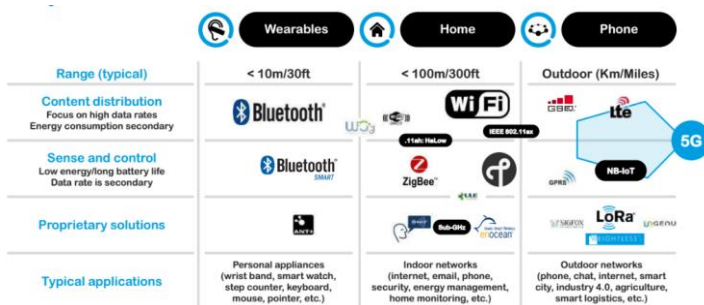 Wearables
Home
Phone
Range (typical)
< 10m/30ft
< 100m/300ft
Outdoor (Km/Miles)
Content distribution
Focus on high data rates
Energy consumption secondary
Bluetooth
WiFi
IEEE 802.11ax
.11ah: HaLow
GSM
lte
5G
Sense and control
Low energy/long battery life
Data rate is secondary
Bluetooth
SMART
ZigBee
ULE
GPRS
NB-IoT
Proprietary solutions
ANT+
Sub-GHz
enocean
SIGFOX
LoRa
INGENU
WEIGHTLESS
Typical applications
Personal appliances
(wrist band, smart watch,
step counter, keyboard,
mouse, pointer, etc.)
Indoor networks
(internet, email, phone,
security, energy management,
home monitoring, etc.)
Outdoor networks
(phone, chat, internet, smart
city, industry 4.0, agriculture,
smart logistics, etc.)